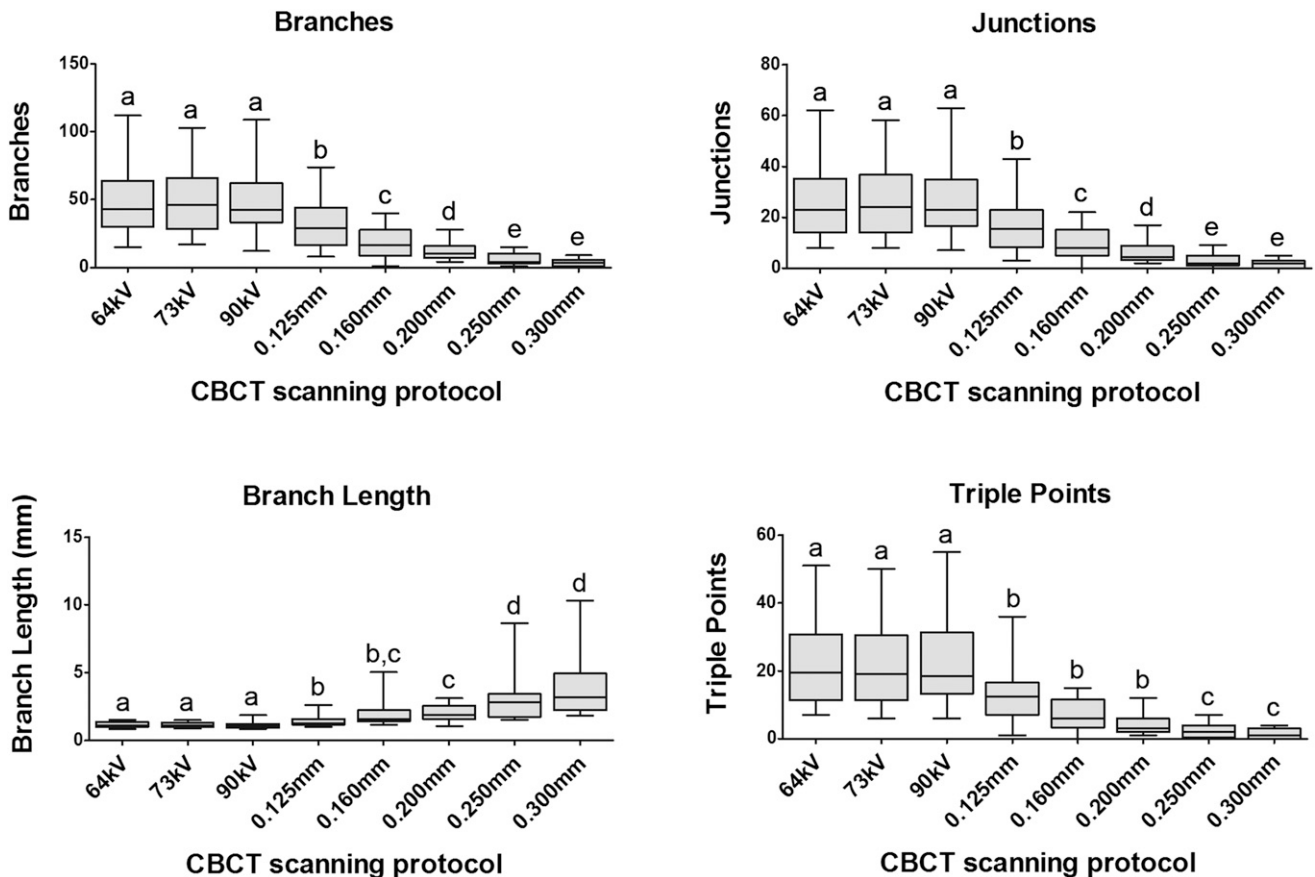 Branches
Branches
150
100
50
0
a a a b c d e e
64kV 73kV 90kV 0.125mm 0.160mm 0.200mm 0.250mm 0.300mm
CBCT scanning protocol
Junctions
Junctions
80
60
40
20
0
a a a b c d e e
64kV 73kV 90kV 0.125mm 0.160mm 0.200mm 0.250mm 0.300mm
CBCT scanning protocol
Branch Length
Branch Length (mm)
15
10
5
0
a a a b b,c c d d
64kV 73kV 90kV 0.125mm 0.160mm 0.200mm 0.250mm 0.300mm
CBCT scanning protocol
Triple Points
Triple Points
60
40
20
0
a a a b b b c c
64kV 73kV 90kV 0.125mm 0.160mm 0.200mm 0.250mm 0.300mm
CBCT scanning protocol